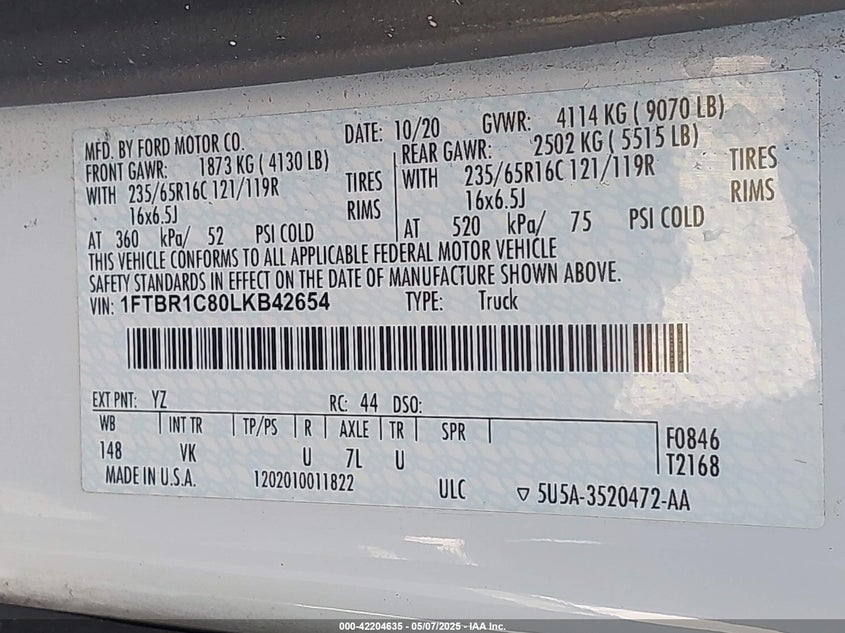 MFD. BY FORD MOTOR CO. DATE: 10/20 GVWR: 4114 KG ( 9070 LB)
FRONT GAWR: 1873 KG ( 4130 LB) REAR GAWR: 2502 KG ( 5515 LB)
WITH 235/65R16C 121/119R TIRES WITH 235/65R16C 121/119R TIRES
16x6.5J RIMS 16x6.5J RIMS
AT 360 kPa/ 52 PSI COLD AT 520 kPa/ 75 PSI COLD
THIS VEHICLE CONFORMS TO ALL APPLICABLE FEDERAL MOTOR VEHICLE
SAFETY STANDARDS IN EFFECT ON THE DATE OF MANUFACTURE SHOWN ABOVE.
VIN: 1FTBR1C80LKB42654 TYPE: Truck
EXT PNT: YZ RC: 44 DSO:
WB INT TR TP/PS R AXLE TR SPR
148 VK U 7L U
F0846
T2168
MADE IN U.S.A. 1202010011822 ULC ▽ 5U5A-3520472-AA
000-42204635 - 05/07/2025 - IAA Inc.